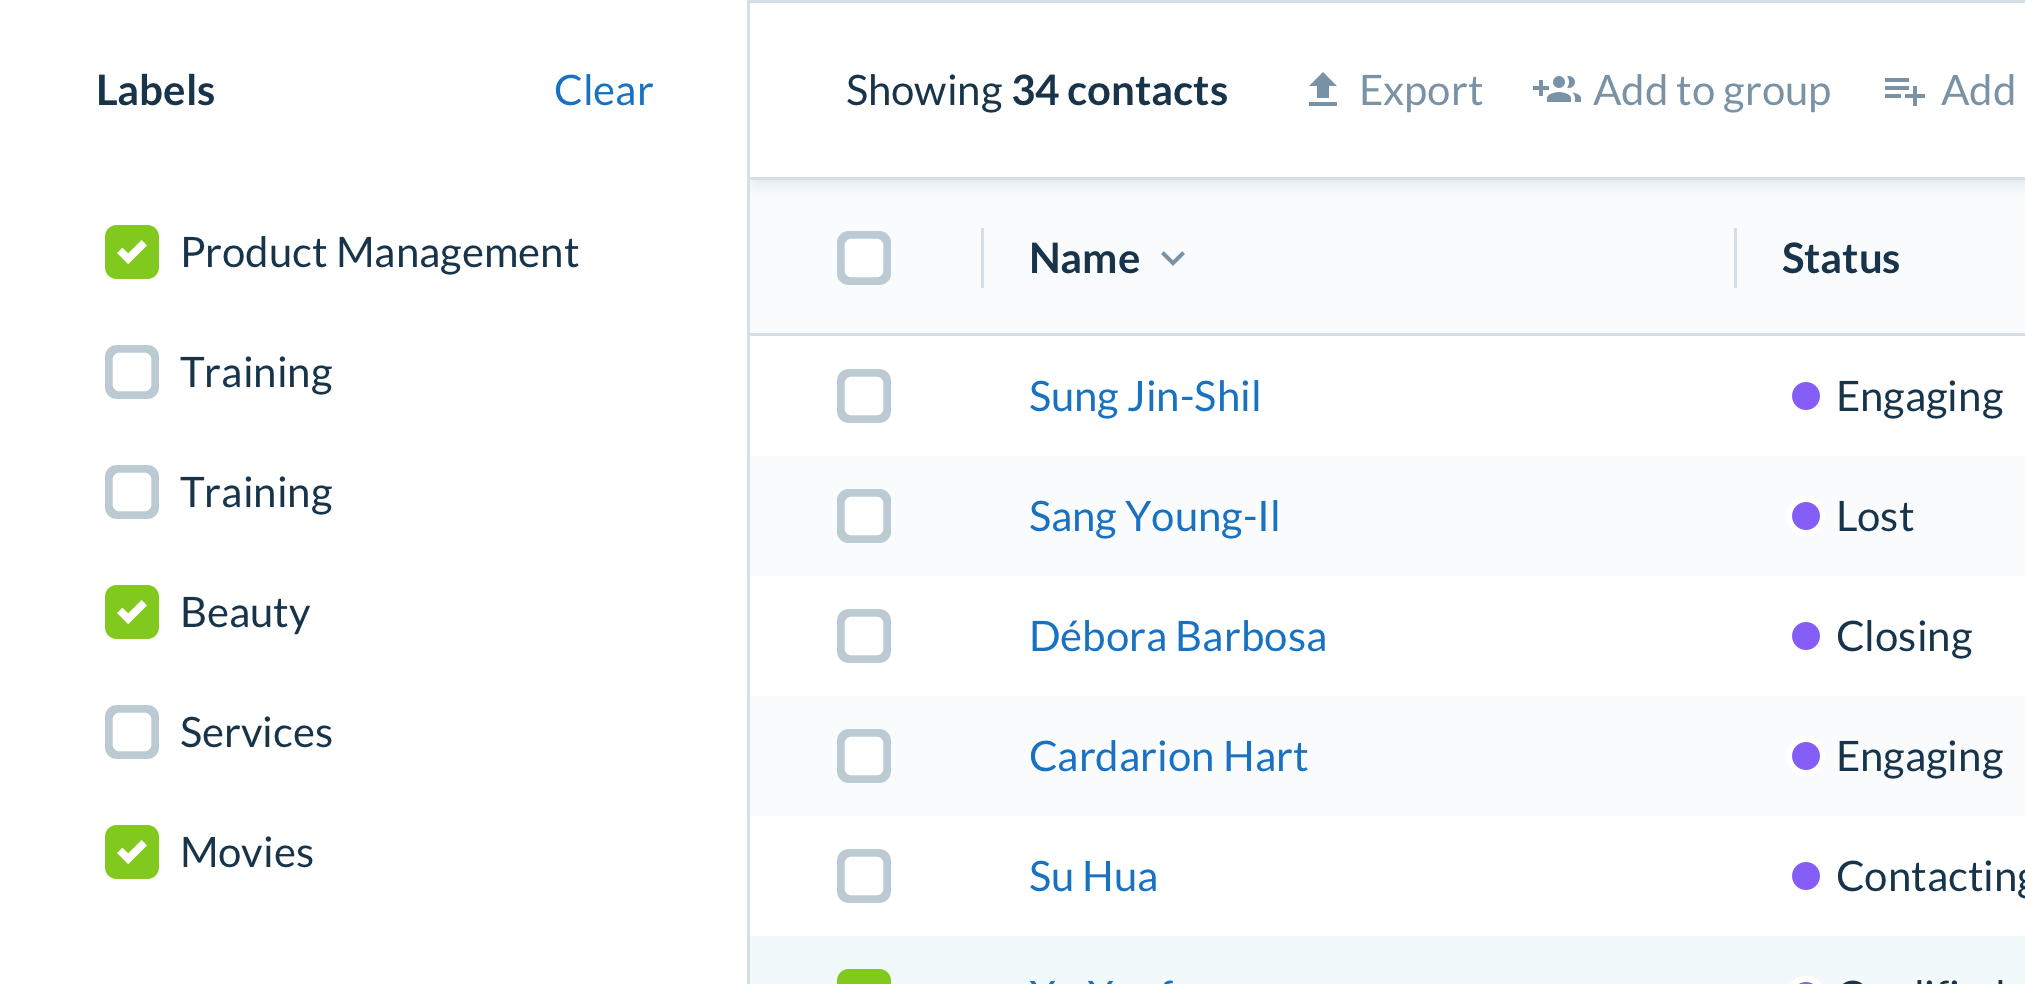 Labels
Clear
Product Management
Training
Training
Beauty
Services
Movies
Showing 34 contacts
Export
Add to group
Add
Name
Status
Sung Jin-Shil
Engaging
Sang Young-Il
Lost
Débora Barbosa
Closing
Cardarion Hart
Engaging
Su Hua
Contacting